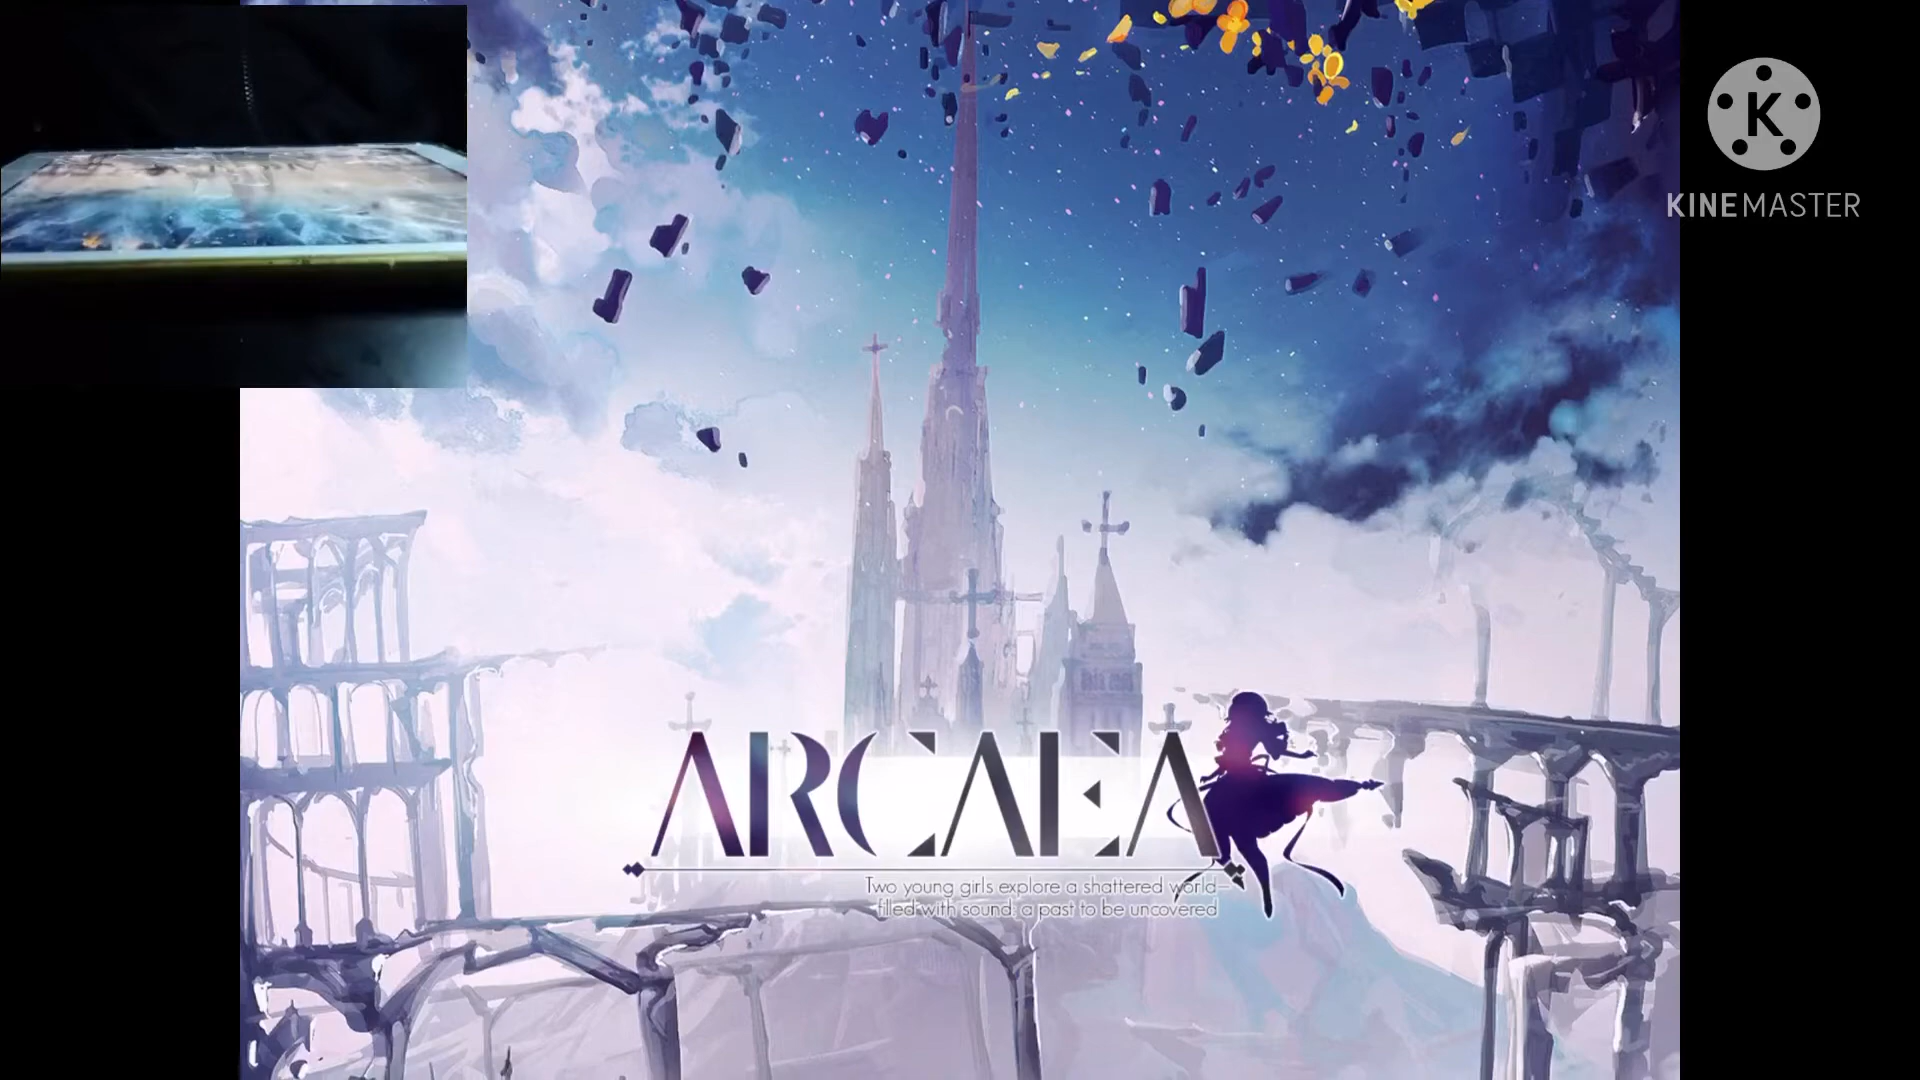 K
KINEMASTER
ARCAEA
Two young girls explore a shattered world—
filled with sound: a past to be uncovered